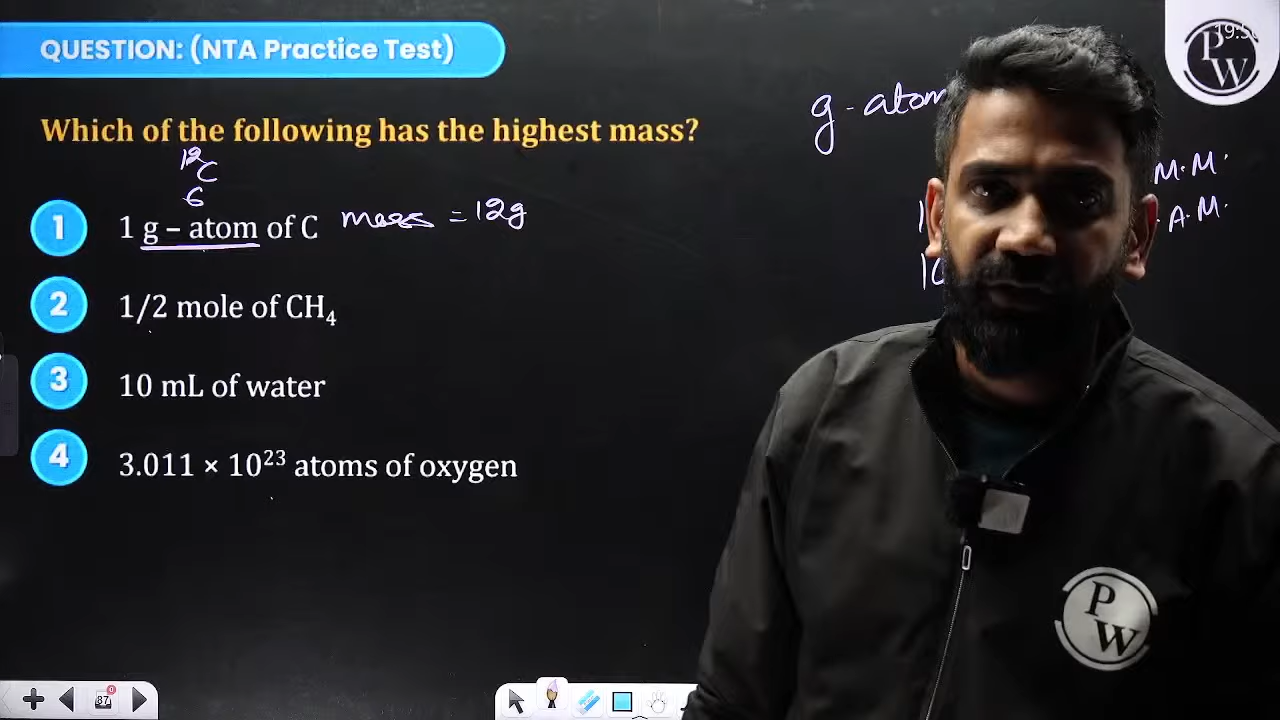 QUESTION: (NTA Practice Test)
Which of the following has the highest mass?
12
C
6
1 1 g – atom of C mass = 12g
2 1/2 mole of CH₄
3 10 mL of water
4 3.011 × 10²³ atoms of oxygen
g - atom
M.M.
A.M.
PW
PW
87